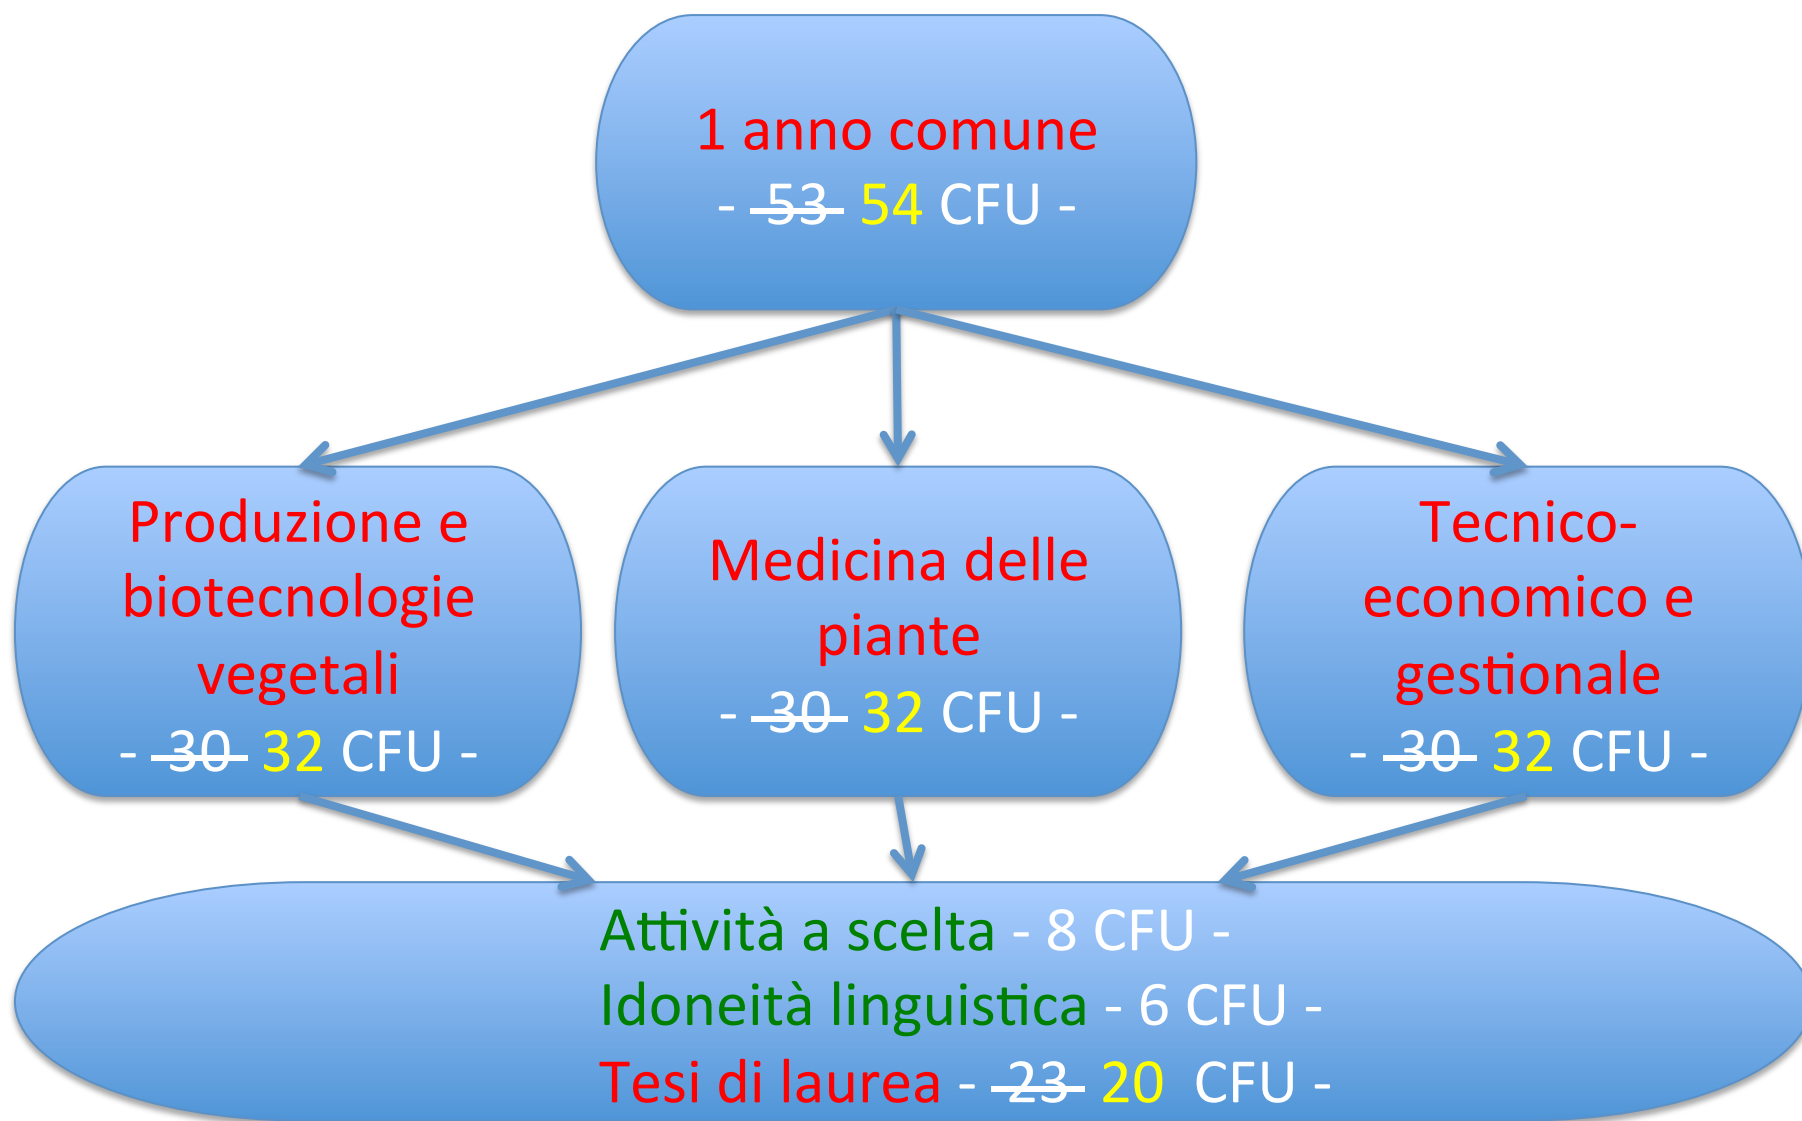 1 anno comune
- 53 54 CFU -
Produzione e
biotecnologie
vegetali
- 30 32 CFU -
Medicina delle
piante
- 30 32 CFU -
Tecnico-
economico e
gestionale
- 30 32 CFU -
Attività a scelta - 8 CFU -
Idoneità linguistica - 6 CFU -
Tesi di laurea - 23 20 CFU -